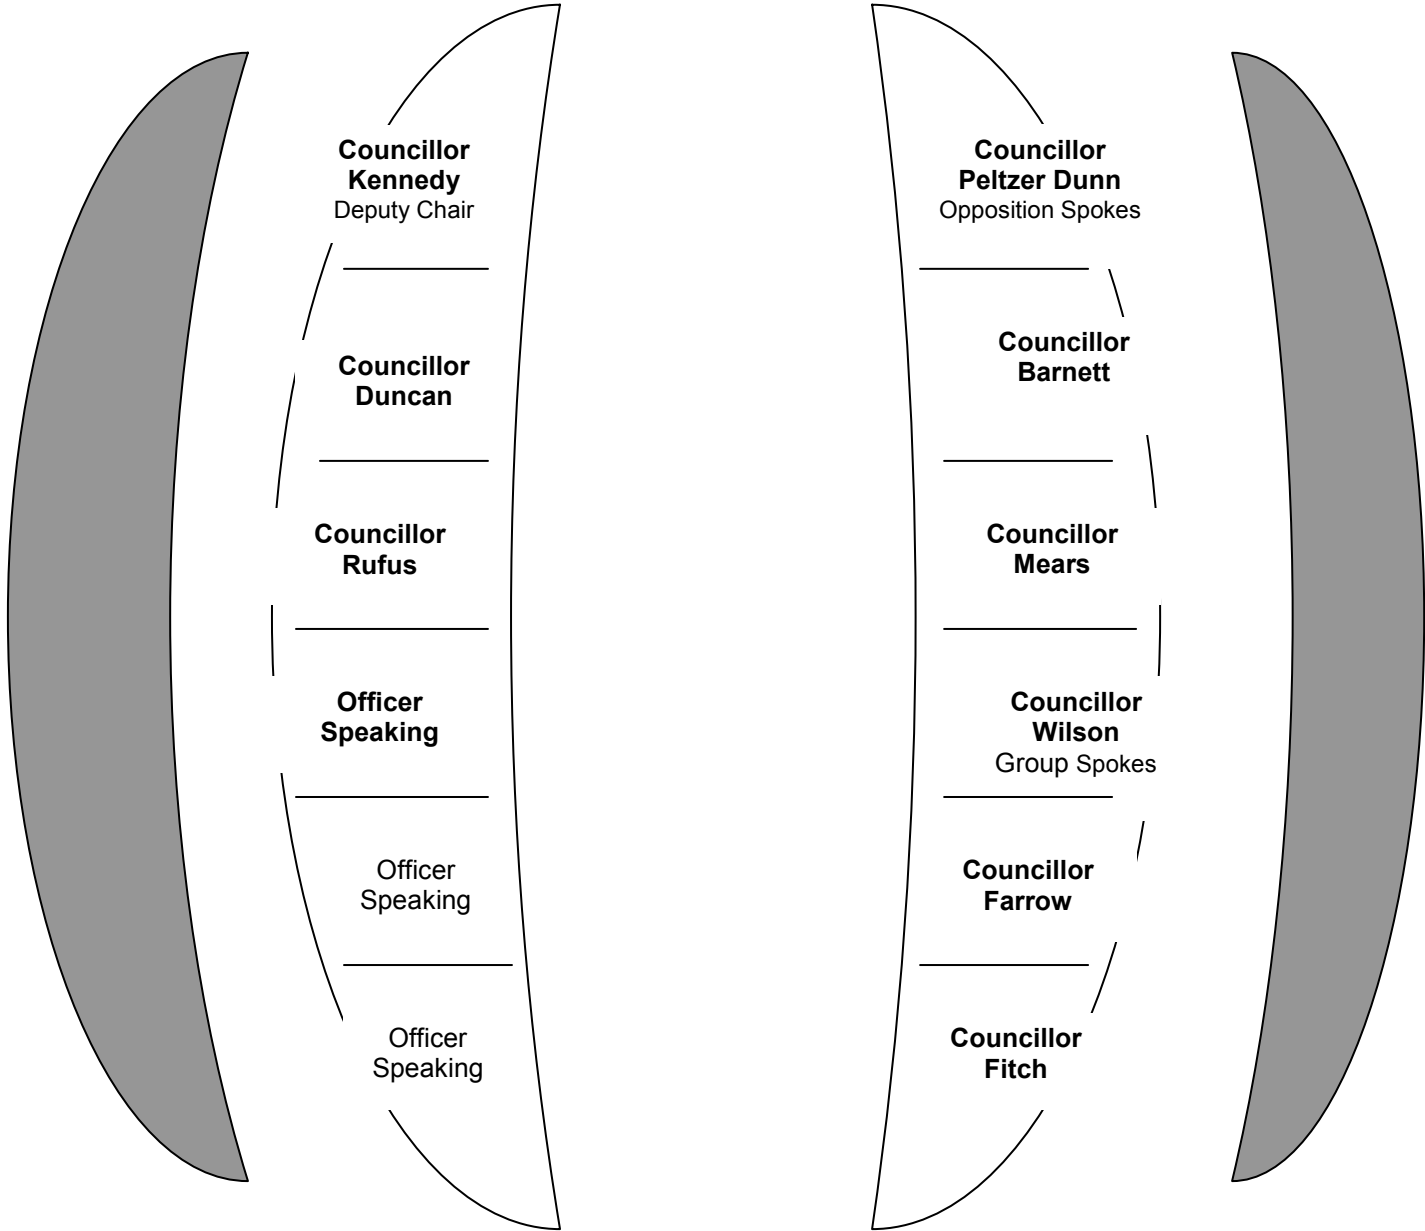 Councillor
Kennedy
Deputy Chair
Councillor
Duncan
Councillor
Rufus
Officer
Speaking
Officer
Speaking
Officer
Speaking
Councillor
Peltzer Dunn
Opposition Spokes
Councillor
Barnett
Councillor
Mears
Councillor
Wilson
Group Spokes
Councillor
Farrow
Councillor
Fitch